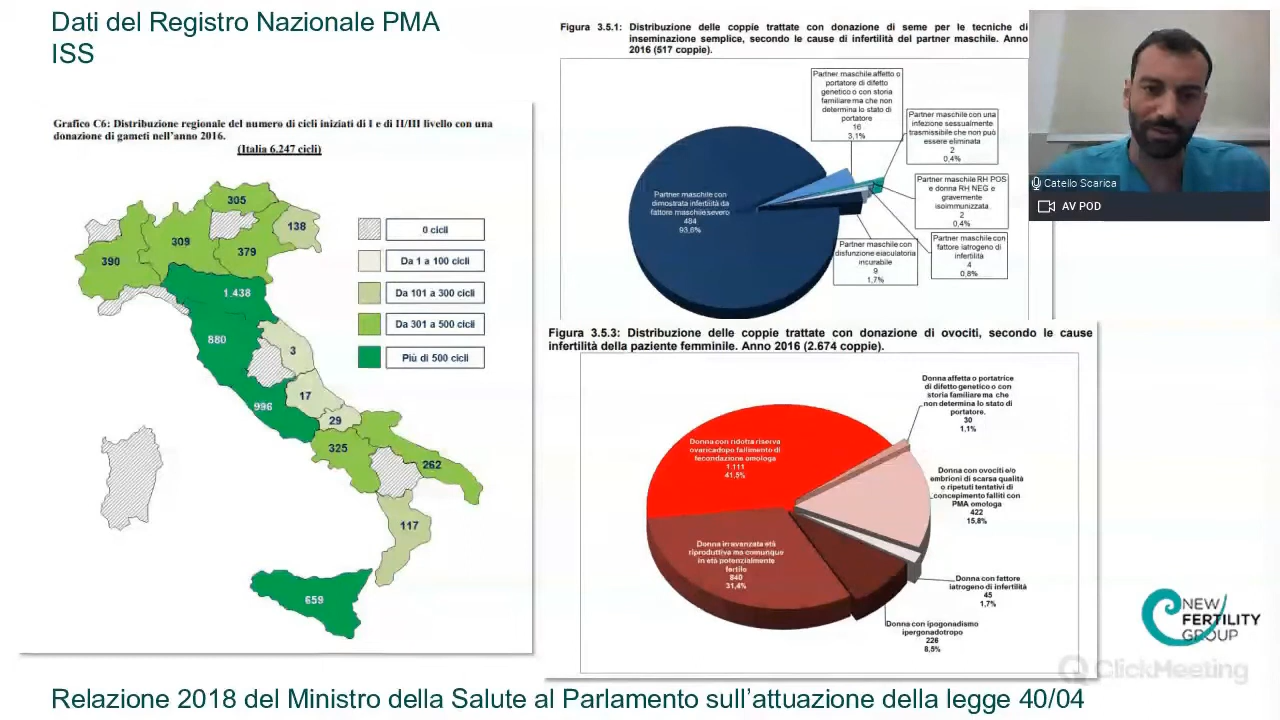 Dati del Registro Nazionale PMA
ISS
Grafico C6: Distribuzione regionale del numero di cicli iniziati di I e di II/III livello con una
donazione di gameti nell'anno 2016.
(Italia 6.247 cicli)
305
138
309
379
390
1.438
880
3
17
996
29
325
262
117
659
0 cicli
Da 1 a 100 cicli
Da 101 a 300 cicli
Da 301 a 500 cicli
Più di 500 cicli
Figura 3.5.1: Distribuzione delle coppie trattate con donazione di seme per le tecniche di
inseminazione semplice, secondo le cause di infertilità del partner maschile. Anno
2016 (517 coppie).
Partner maschile con
dimostrata infertilità da
fattore maschile severo
484
93,6%
Partner maschile affetto o
portatore di difetto
genetico o con storia
familiare ma che non
determina lo stato di
portatore
16
3,1%
Partner maschile con una
infezione sessualmente
trasmissibile che non può
essere eliminata
2
0,4%
Partner maschile RH POS
e donna RH NEG e
gravemente
isoimmunizzata
2
0,4%
Partner maschile con
fattore iatrogeno di
infertilità
4
0,8%
Partner maschile con
disfunzione eiaculatoria
incurabile
9
1,7%
Figura 3.5.3: Distribuzione delle coppie trattate con donazione di ovociti, secondo le cause
infertilità della paziente femminile. Anno 2016 (2.674 coppie).
Donna con ridotta riserva
ovarica dopo fallimento di
fecondazione omologa
1.111
41,5%
Donna affetta o portatrice
di difetto genetico o con
storia familiare ma che
non determina lo stato di
portatore.
30
1,1%
Donna con ovociti e/o
embrioni di scarsa qualità
o ripetuti tentativi di
concepimento falliti con
PMA omologa
422
15,8%
Donna con fattore
iatrogeno di infertilità
45
1,7%
Donna con ipogonadismo
ipergonadotropo
226
8,5%
Donna in avanzata età
riproduttiva ma comunque
in età potenzialmente
fertile
840
31,4%
Catello Scarica
AV POD
NEW
FERTILITY
GROUP
ClickMeeting
Relazione 2018 del Ministro della Salute al Parlamento sull'attuazione della legge 40/04